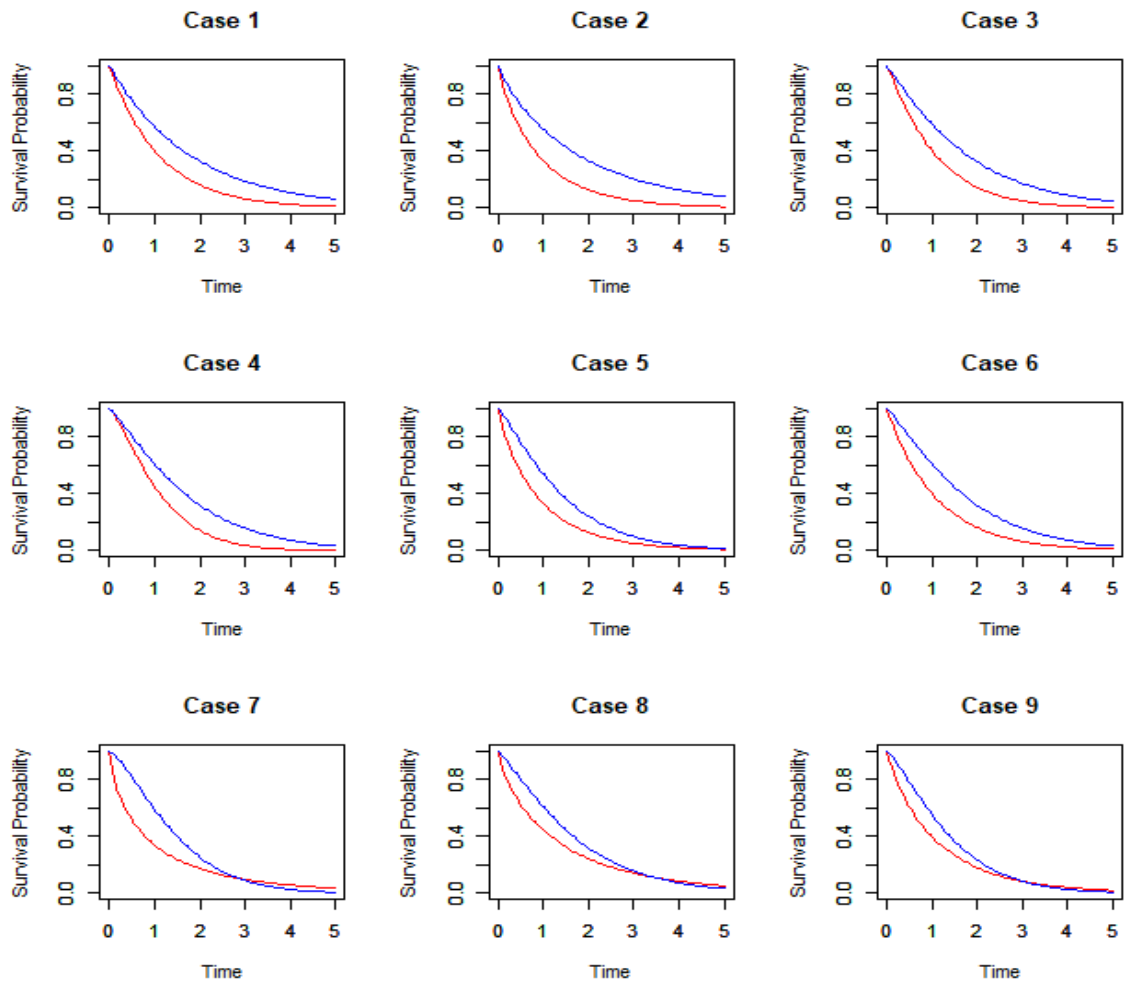 Case 1 Case 2 Case 3
Survival Probability Survival Probability Survival Probability
0.8 0.8 0.8
0.4 0.4 0.4
0.0 0.0 0.0
0 1 2 3 4 5 0 1 2 3 4 5 0 1 2 3 4 5
Time Time Time
Case 4 Case 5 Case 6
Survival Probability Survival Probability Survival Probability
0.8 0.8 0.8
0.4 0.4 0.4
0.0 0.0 0.0
0 1 2 3 4 5 0 1 2 3 4 5 0 1 2 3 4 5
Time Time Time
Case 7 Case 8 Case 9
Survival Probability Survival Probability Survival Probability
0.8 0.8 0.8
0.4 0.4 0.4
0.0 0.0 0.0
0 1 2 3 4 5 0 1 2 3 4 5 0 1 2 3 4 5
Time Time Time